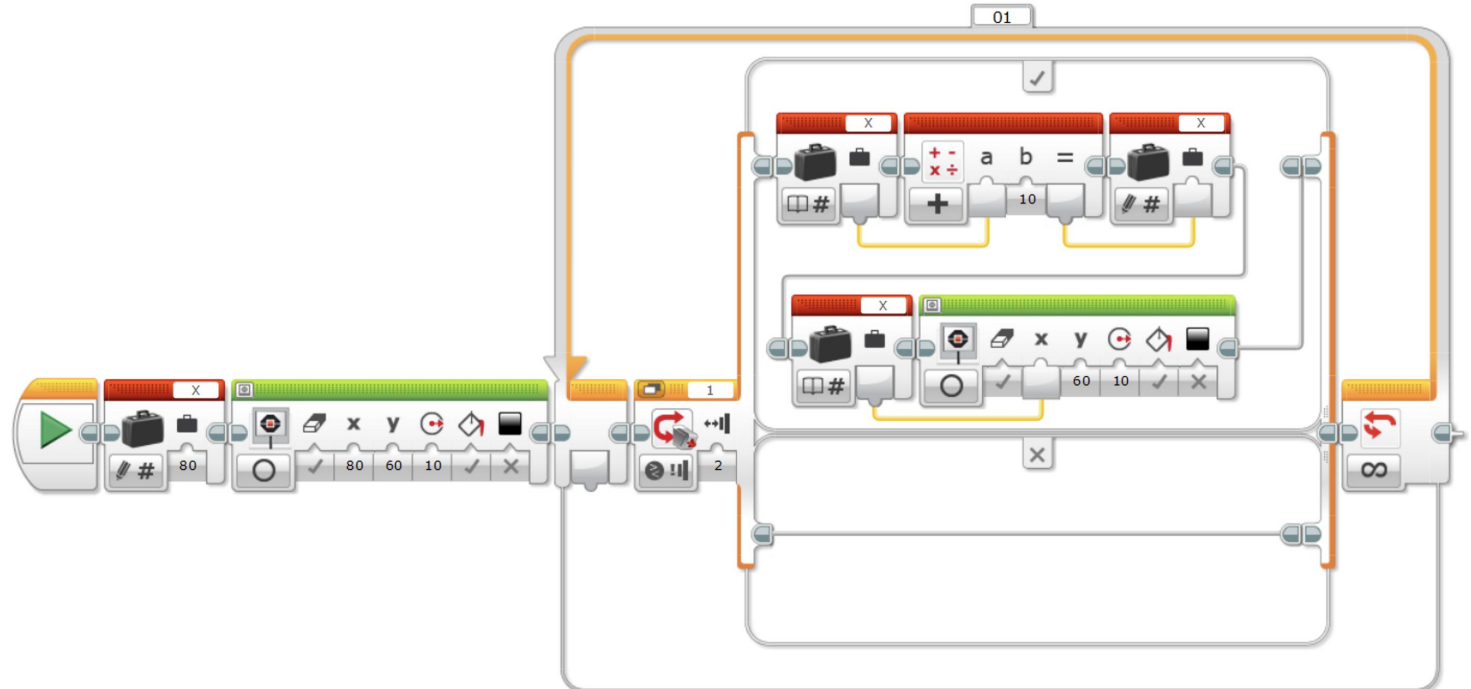 01
X
X
+ - × ÷ a b =
# + 10 #
X
x y
# 60 10
X
1
80
x y
# 80 60 10
# 2
∞